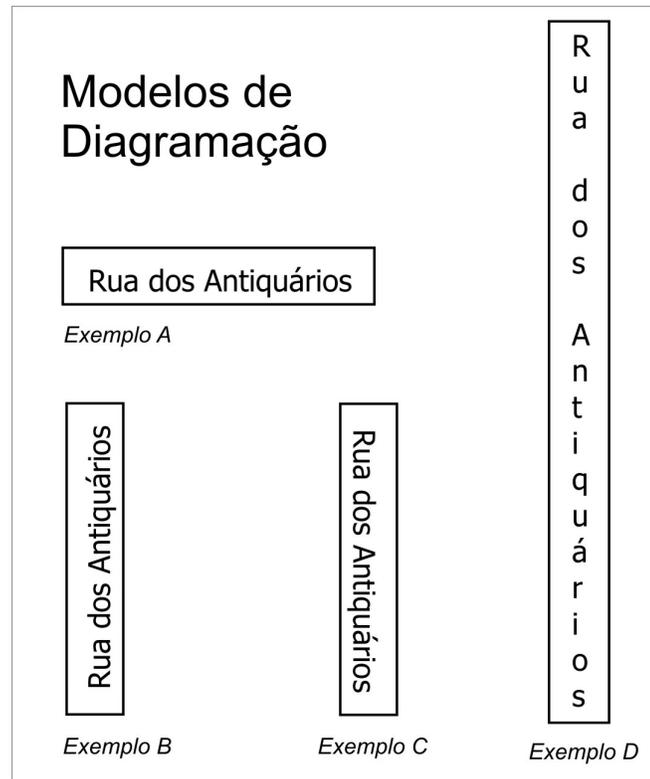 Modelos de
Diagramação
Rua dos Antiquários
Exemplo A
Rua dos Antiquários
Exemplo B
Rua dos Antiquários
Exemplo C
Rua dos Antiquários
Exemplo D